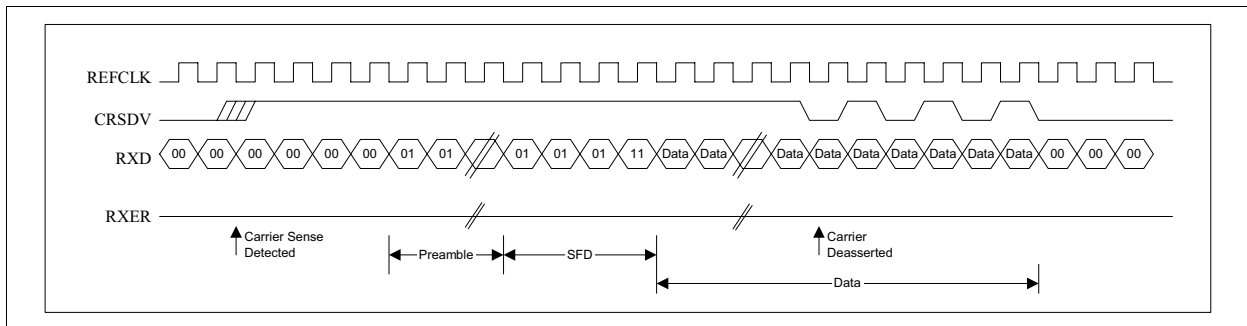 REFCLK
CRSDV
RXD 00 00 00 00 00 00 01 01 01 01 01 11 Data Data Data Data Data Data Data Data Data 00 00 00
RXER
Carrier Sense
Detected
Preamble
SFD
Carrier
Deasserted
Data